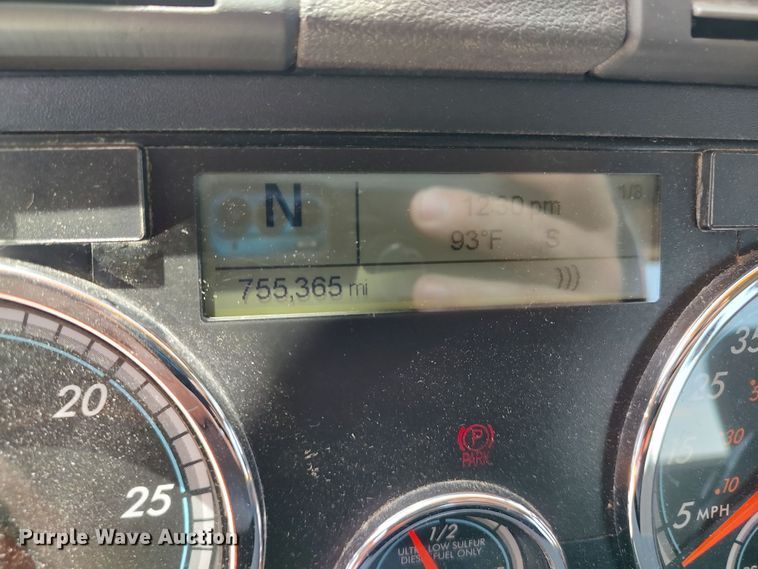 N
12:30 pm
1/3
93°F S
755,365 mi
)))
20
25
P
PARK
1/2
ULTRA LOW SULFUR
DIESEL FUEL ONLY
35
25
15
5 MPH
30
10
Purple Wave Auction